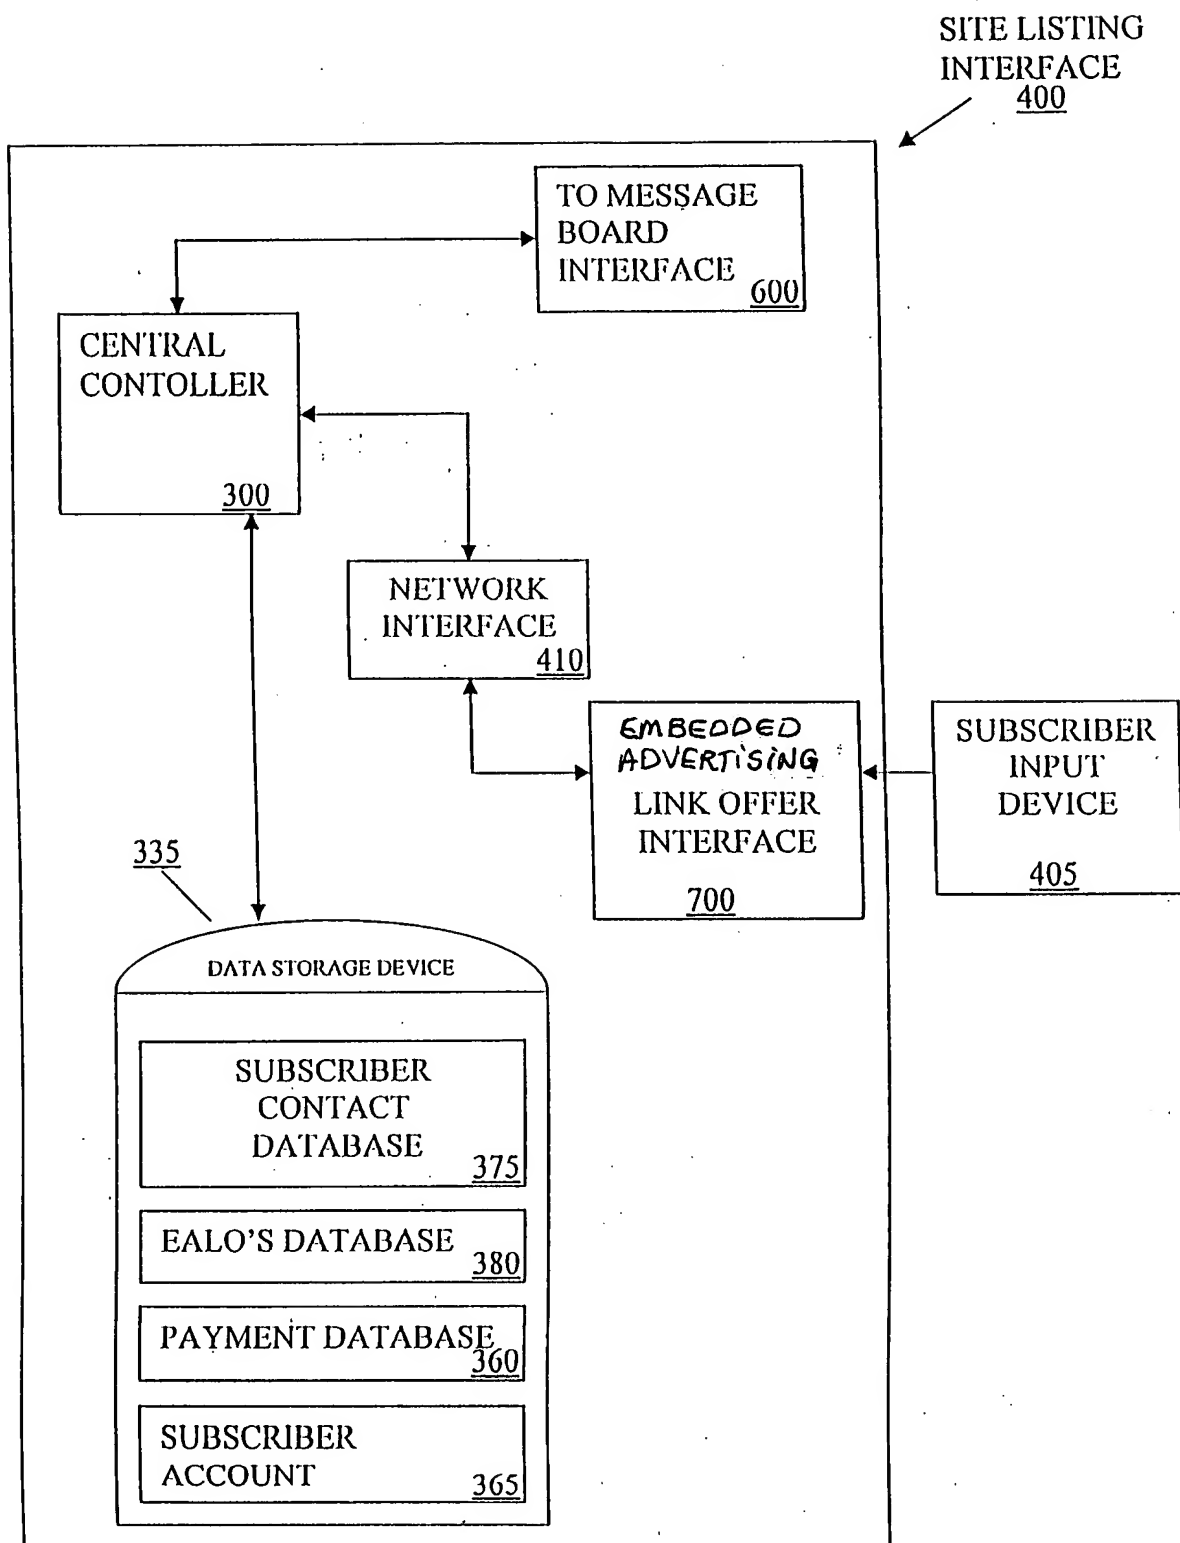 SITE LISTING
INTERFACE
400
TO MESSAGE
BOARD
INTERFACE
600
CENTRAL
CONTOLLER
300
NETWORK
INTERFACE
410
EMBEDDED
ADVERTISING
LINK OFFER
INTERFACE
700
SUBSCRIBER
INPUT
DEVICE
405
335
DATA STORAGE DEVICE
SUBSCRIBER
CONTACT
DATABASE
375
EALO'S DATABASE
380
PAYMENT DATABASE
360
SUBSCRIBER
ACCOUNT
365